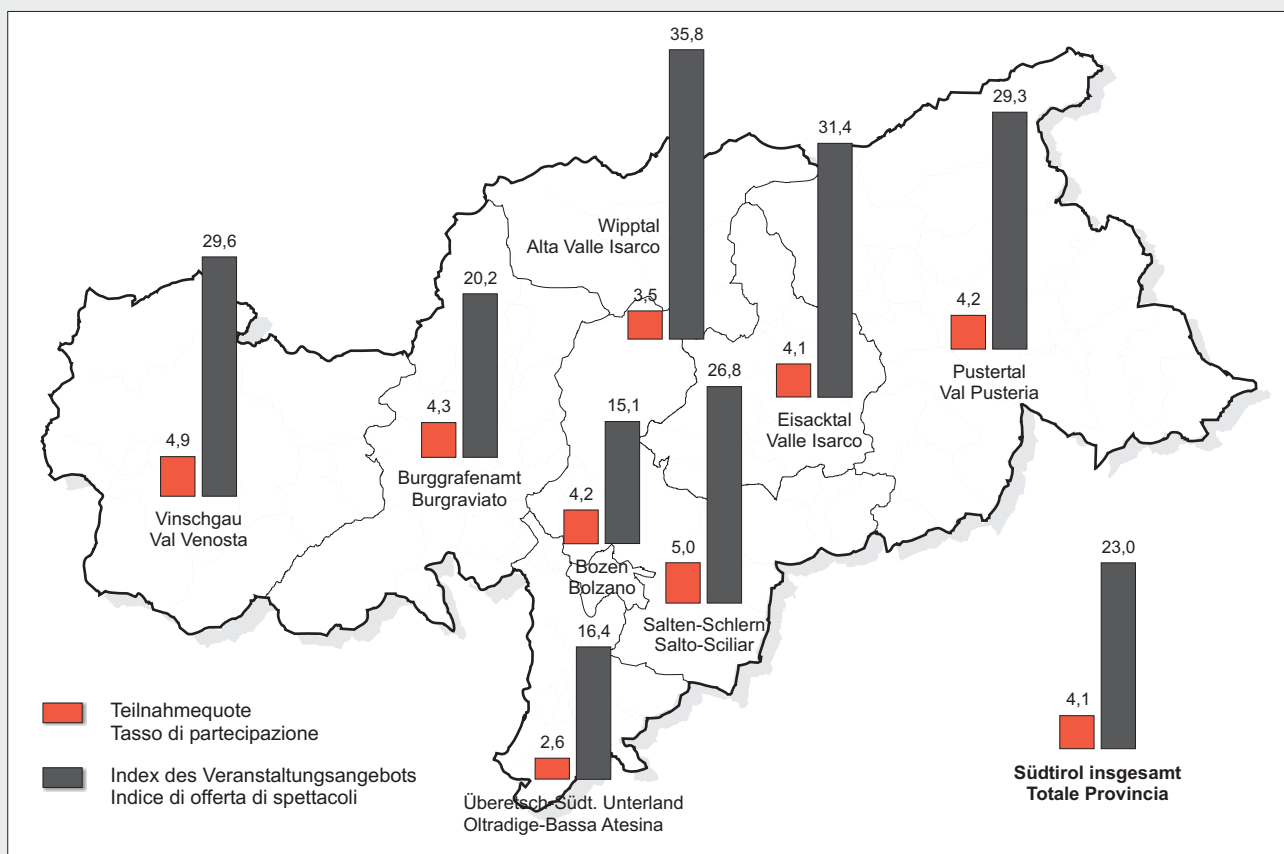 35,8
29,3
31,4
Wipptal
Alta Valle Isarco
29,6
20,2
3,5
4,2
4,1
26,8
Pustertal
Val Pusteria
15,1
4,3
Eisacktal
Valle Isarco
4,9
Burggrafenamt
Burgraviato
4,2
Vinschgau
Val Venosta
5,0
23,0
Bozen
Bolzano
Salten-Schlern
Salto-Sciliar
16,4
4,1
Teilnahmequote
Tasso di partecipazione
2,6
Index des Veranstaltungsangebots
Indice di offerta di spettacoli
Südtirol insgesamt
Totale Provincia
Überetsch-Südt. Unterland
Oltradige-Bassa Atesina